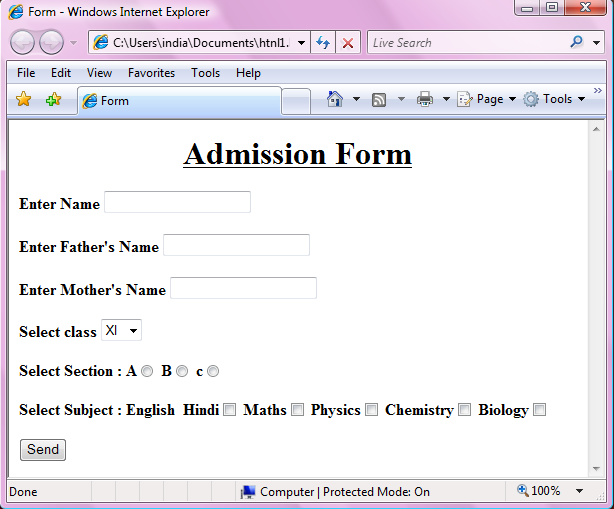 Form - Windows Internet Explorer
C:\Users\india\Documents\html1. Live Search
File Edit View Favorites Tools Help
Form Page Tools »
Admission Form
Enter Name
Enter Father's Name
Enter Mother's Name
Select class XI
Select Section : A B c
Select Subject : English Hindi Maths Physics Chemistry Biology
Send
Done Computer | Protected Mode: On 100%